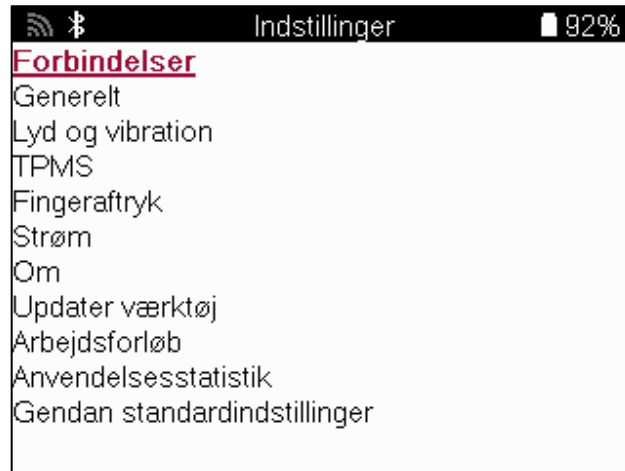 Indstillinger 92%
Forbindelser
Generelt
Lyd og vibration
TPMS
Fingeraftryk
Strøm
Om
Updater værktøj
Arbejdsforløb
Anvendelsesstatistik
Gendan standardindstillinger